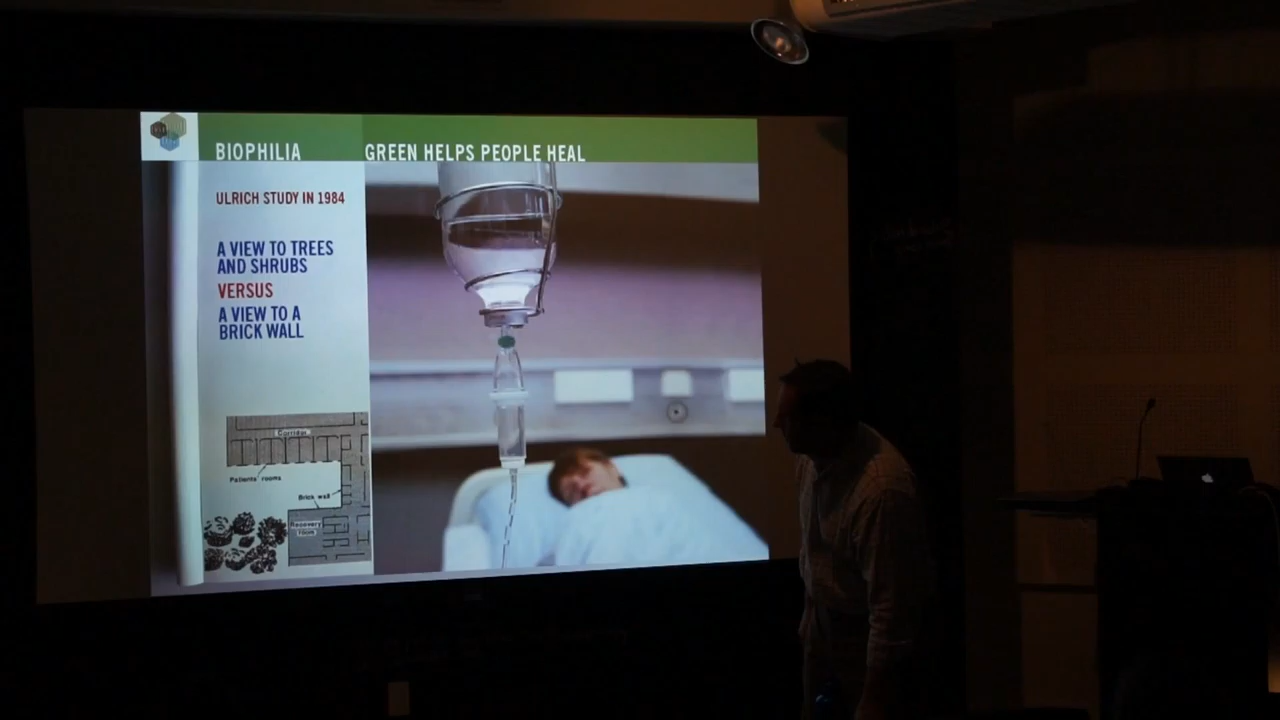 BIOPHILIA
GREEN HELPS PEOPLE HEAL
ULRICH STUDY IN 1984
A VIEW TO TREES
AND SHRUBS
VERSUS
A VIEW TO A
BRICK WALL
Corridor
Patients' rooms
Brick wall
Recovery
room